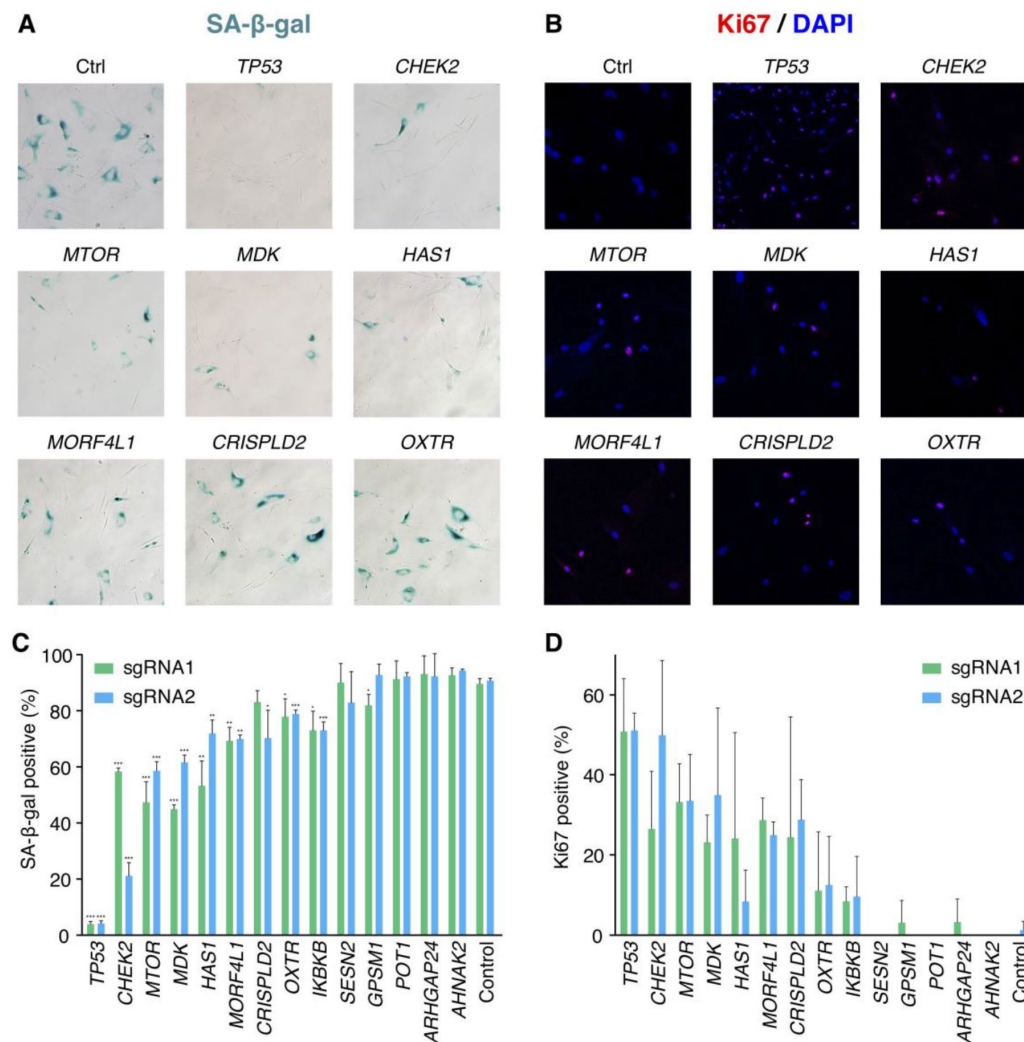 A
SA-β-gal
Ctrl
TP53
CHEK2
MTOR
MDK
HAS1
MORF4L1
CRISPLD2
OXTR
B
Ki67 / DAPI
Ctrl
TP53
CHEK2
MTOR
MDK
HAS1
MORF4L1
CRISPLD2
OXTR
C
SA-β-gal positive (%)
100
80
60
40
20
0
sgRNA1
sgRNA2
***
***
***
***
***
***
***
***
**
**
**
**
*
*
***
*
***
*
TP53
CHEK2
MTOR
MDK
HAS1
MORF4L1
CRISPLD2
OXTR
IKBKB
SESN2
GPSM1
POT1
ARHGAP24
AHNAK2
Control
D
Ki67 positive (%)
60
40
20
0
sgRNA1
sgRNA2
TP53
CHEK2
MTOR
MDK
HAS1
MORF4L1
CRISPLD2
OXTR
IKBKB
SESN2
GPSM1
POT1
ARHGAP24
AHNAK2
Control